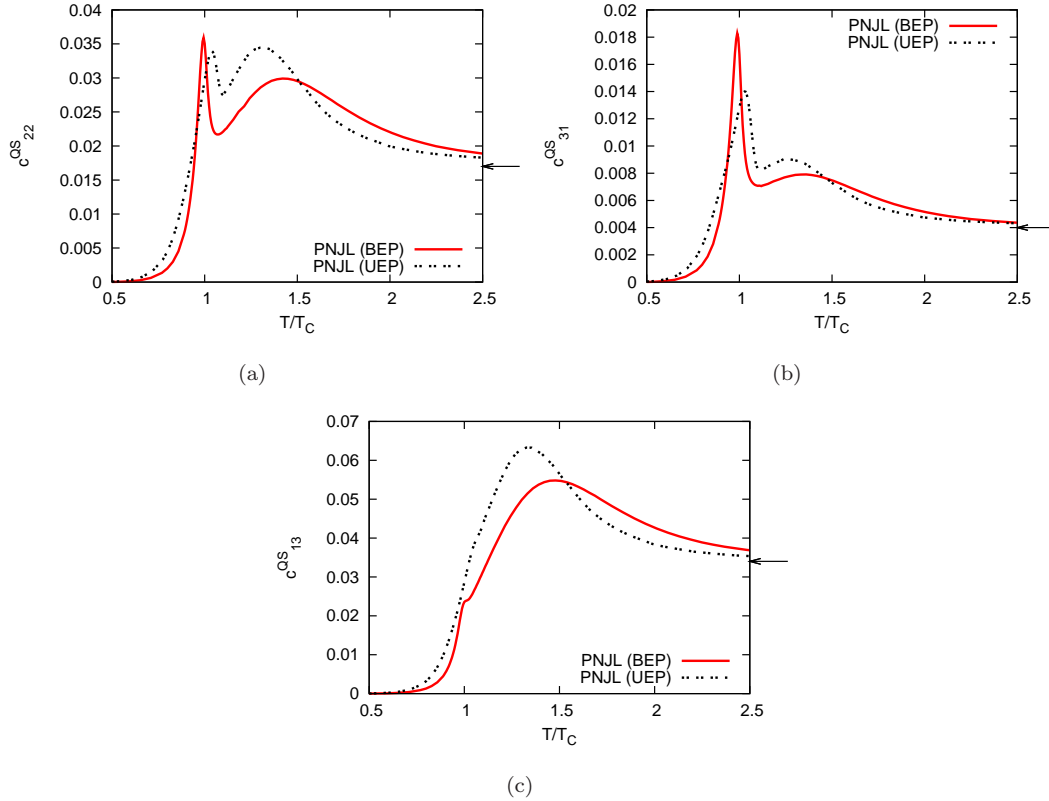 0.04
0.035
0.03
0.025
0.02
0.015
0.01
0.005
0
c^QS_22
PNJL (BEP)
PNJL (UEP)
0.5 1 1.5 2 2.5
T/T_C
(a)
0.02
0.018
0.016
0.014
0.012
0.01
0.008
0.006
0.004
0.002
0
c^QS_31
PNJL (BEP)
PNJL (UEP)
0.5 1 1.5 2 2.5
T/T_C
(b)
0.07
0.06
0.05
0.04
0.03
0.02
0.01
0
c^QS_13
PNJL (BEP)
PNJL (UEP)
0.5 1 1.5 2 2.5
T/T_C
(c)